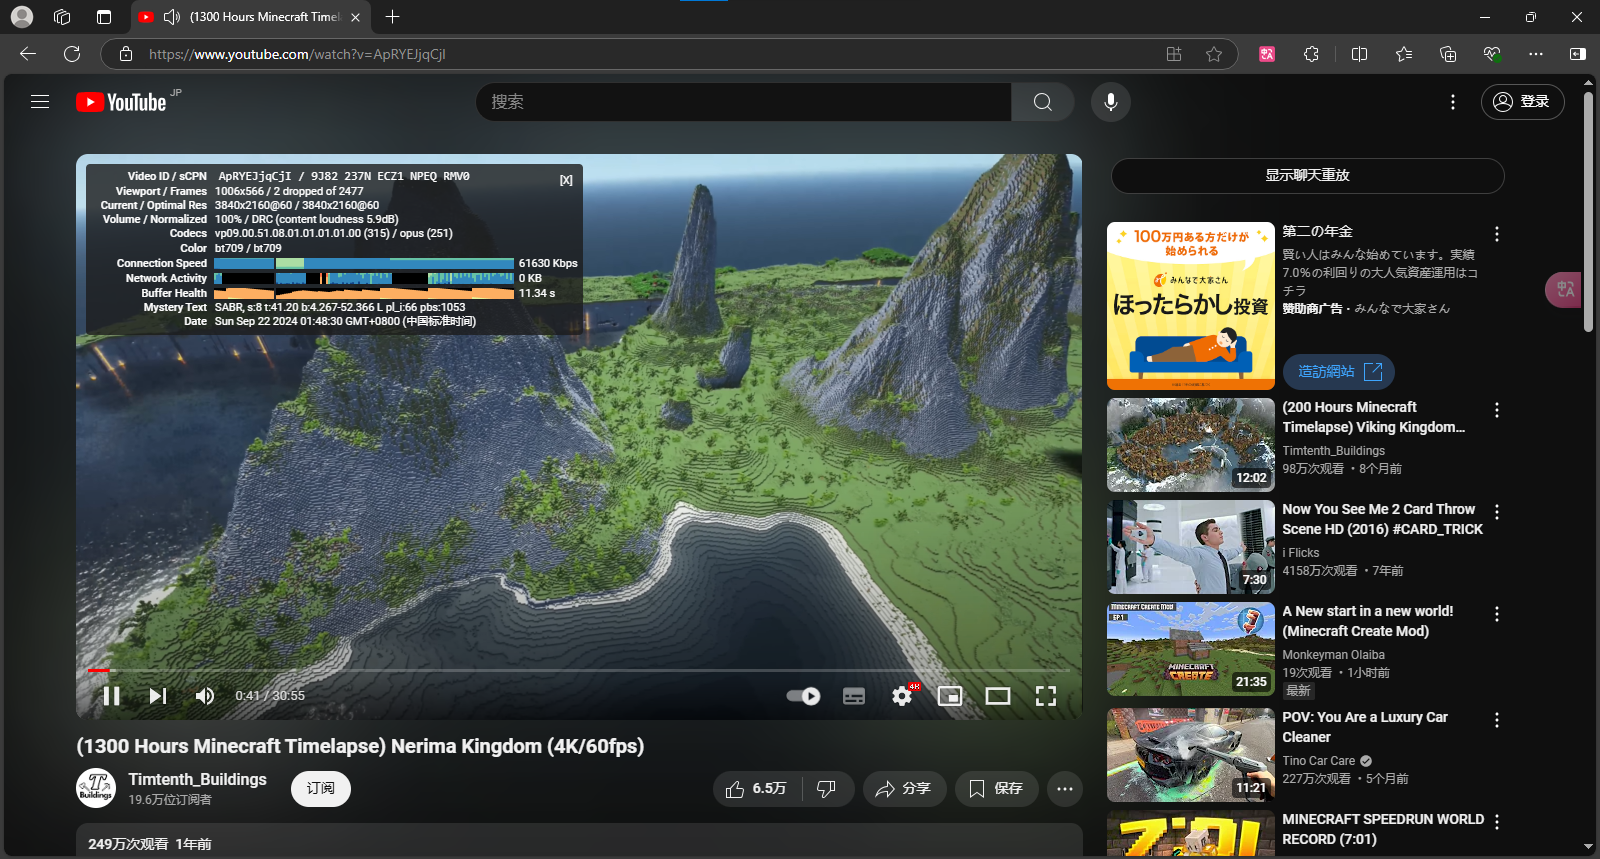 (1300 Hours Minecraft Timel
https://www.youtube.com/watch?v=ApRYEJjqCjI
YouTube JP
搜索
登录
Video ID / sCPN ApRYEJjqCjI / 9J82 237N ECZ1 NPEQ RMV0
[X]
Viewport / Frames 1006x566 / 2 dropped of 2477
Current / Optimal Res 3840x2160@60 / 3840x2160@60
Volume / Normalized 100% / DRC (content loudness 5.9dB)
Codecs vp09.00.51.08.01.01.01.01.00 (315) / opus (251)
Color bt709 / bt709
Connection Speed 61630 Kbps
Network Activity 0 KB
Buffer Health 11.34 s
Mystery Text SABR, s:8 t:41.20 b:4.267-52.366 L pl_i:66 pbs:1053
Date Sun Sep 22 2024 01:48:30 GMT+0800 (中国标准时间)
0:41 / 30:55
4K
(1300 Hours Minecraft Timelapse) Nerima Kingdom (4K/60fps)
Buildings
Timtenth_Buildings
19.6万位订阅者
订阅
6.5万
分享
保存
249万次观看 1年前
显示聊天重放
100万円ある方だけが
始められる
みんなで大家さん
ほったらかし投資
第二の年金
賢い人はみんな始めています。実績
7.0%の利回りの大人気資産運用はコ
チラ
赞助商广告・みんなで大家さん
造訪網站
(200 Hours Minecraft
Timelapse) Viking Kingdom...
Timtenth_Buildings
98万次观看 • 8个月前
12:02
Now You See Me 2 Card Throw
Scene HD (2016) #CARD_TRICK
i Flicks
4158万次观看 • 7年前
7:30
MINECRAFT CREATE MOD
EP.1
MINECRAFT
CREATE
21:35
A New start in a new world!
(Minecraft Create Mod)
Monkeyman Olaiba
19次观看 • 1小时前
最新
POV: You Are a Luxury Car
Cleaner
Tino Car Care
227万次观看 • 5个月前
11:21
7:01
MINECRAFT SPEEDRUN WORLD
RECORD (7:01)